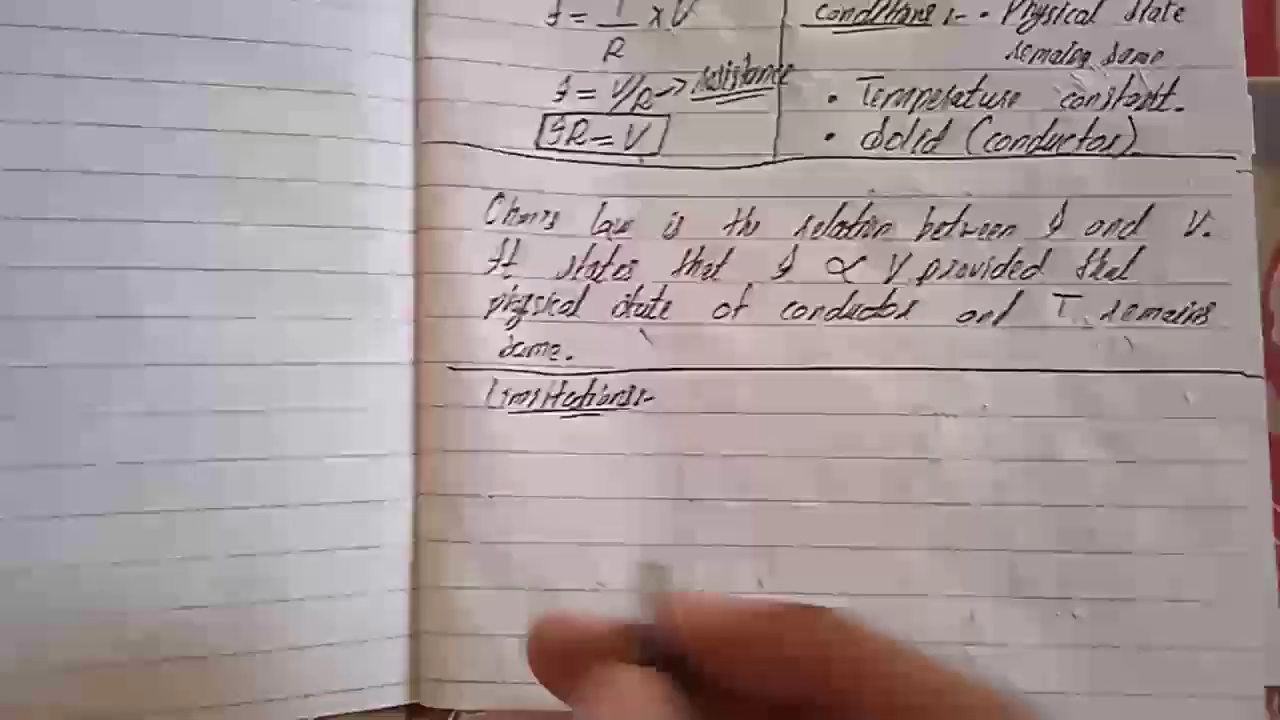 I = 1/R x V
I = V/R -> resistance
IR = V
conditions :- • Physical state
remains same
• Temperature constant.
• Solid (conductor)
Ohms law is the relation between I and V.
It states that I ∝ V provided that
physical state of conductor and T remains
same.
Limitations:-